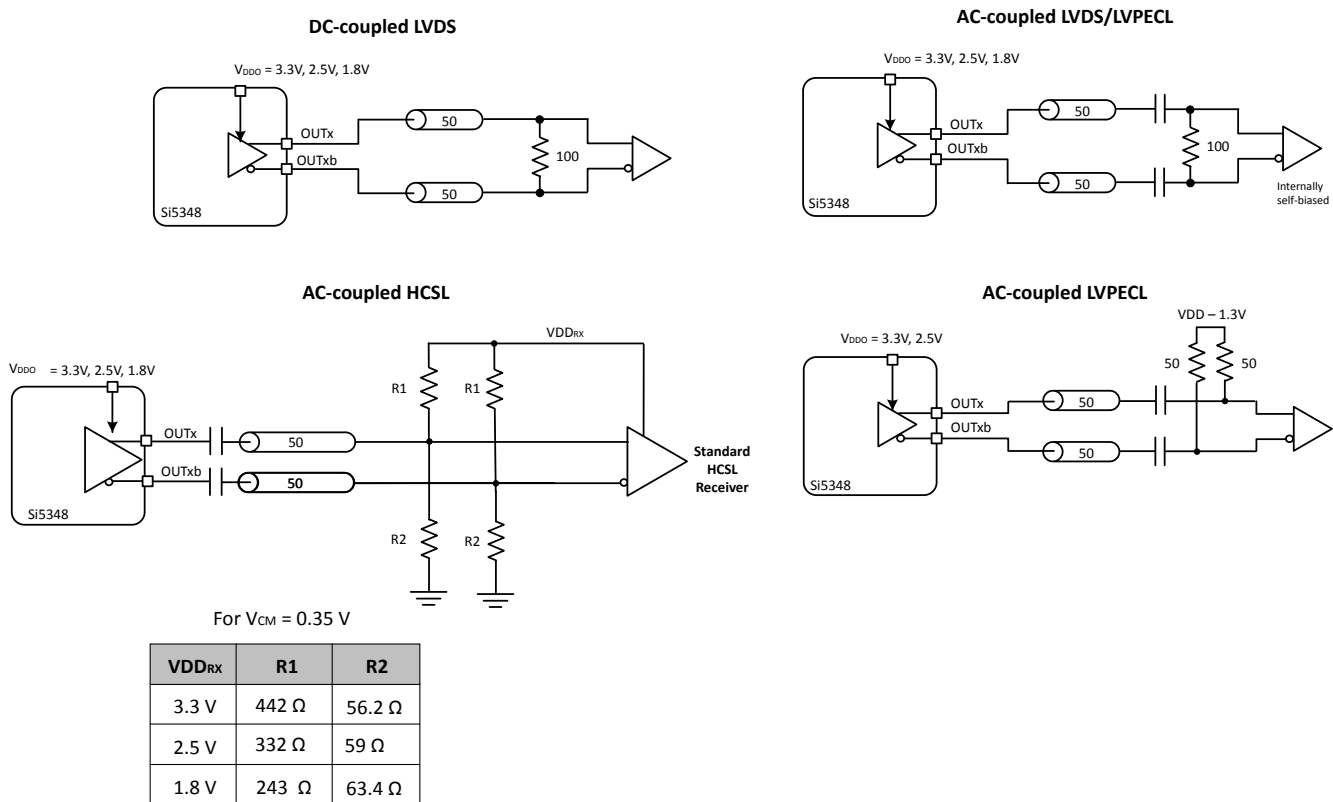 DC-coupled LVDS
VDDO = 3.3V, 2.5V, 1.8V
OUTx
OUTxb
50
50
100
Si5348
AC-coupled LVDS/LVPECL
VDDO = 3.3V, 2.5V, 1.8V
OUTx
OUTxb
50
50
100
Internally
self-biased
Si5348
AC-coupled HCSL
VDDO = 3.3V, 2.5V, 1.8V
VDDRX
R1
R1
OUTx
50
OUTxb
50
Standard
HCSL
Receiver
Si5348
R2
R2
For VCM = 0.35 V
VDDRX R1 R2
3.3 V 442 Ω 56.2 Ω
2.5 V 332 Ω 59 Ω
1.8 V 243 Ω 63.4 Ω
AC-coupled LVPECL
VDD – 1.3V
VDDO = 3.3V, 2.5V
50
50
OUTx
50
OUTxb
50
Si5348